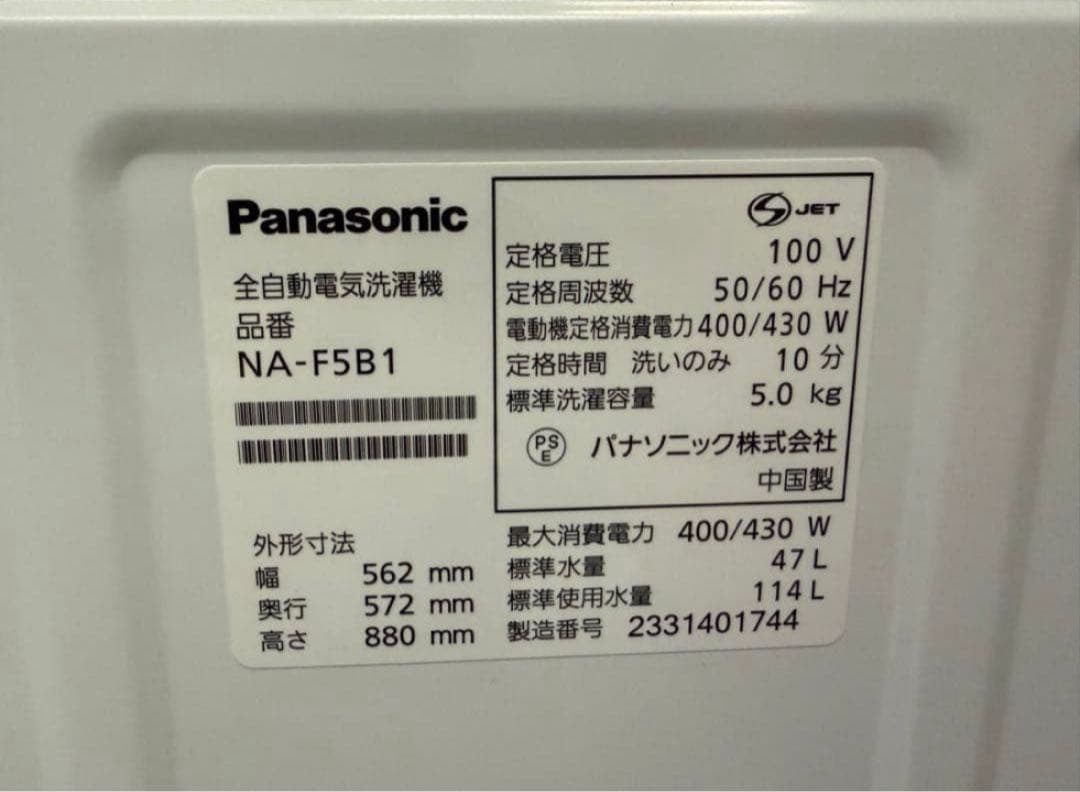 Panasonic
全自動電気洗濯機
品番
NA-F5B1
外形寸法
幅 562 mm
奥行 572 mm
高さ 880 mm
S JET
定格電圧 100 V
定格周波数 50/60 Hz
電動機定格消費電力 400/430 W
定格時間 洗いのみ 10 分
標準洗濯容量 5.0 kg
PS
E パナソニック株式会社
中国製
最大消費電力 400/430 W
標準水量 47 L
標準使用水量 114 L
製造番号 2331401744